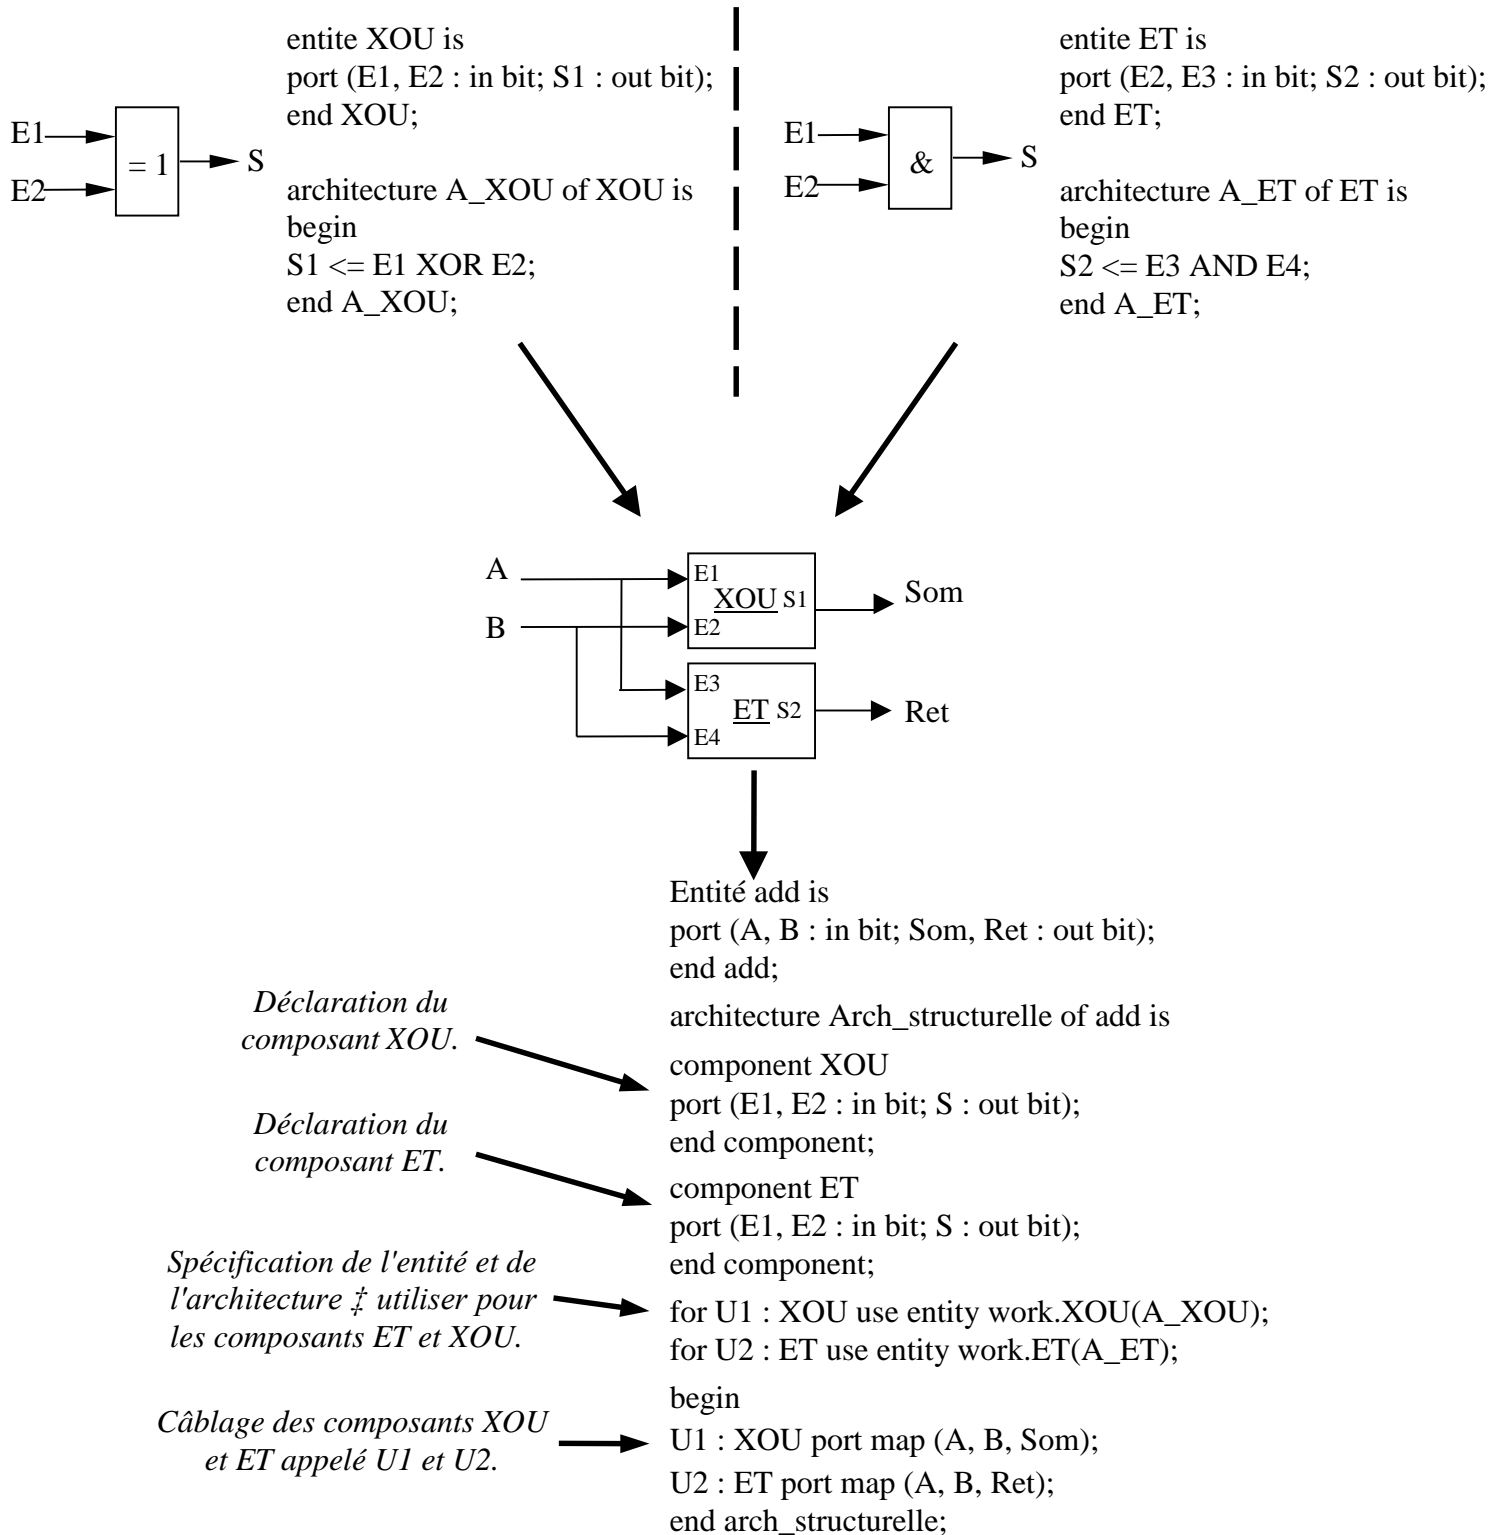 entite XOU is
port (E1, E2 : in bit; S1 : out bit);
end XOU;
E1
E2
= 1
S
architecture A_XOU of XOU is
begin
S1 <= E1 XOR E2;
end A_XOU;
entite ET is
port (E2, E3 : in bit; S2 : out bit);
end ET;
E1
E2
&
S
architecture A_ET of ET is
begin
S2 <= E3 AND E4;
end A_ET;
A
B
E1
XOU S1
E2
Som
E3
ET S2
E4
Ret
Entité add is
port (A, B : in bit; Som, Ret : out bit);
end add;
architecture Arch_structurelle of add is
Déclaration du
composant XOU.
component XOU
port (E1, E2 : in bit; S : out bit);
end component;
Déclaration du
composant ET.
component ET
port (E1, E2 : in bit; S : out bit);
end component;
Spécification de l'entité et de
l'architecture ‡ utiliser pour
les composants ET et XOU.
for U1 : XOU use entity work.XOU(A_XOU);
for U2 : ET use entity work.ET(A_ET);
begin
Câblage des composants XOU
et ET appelé U1 et U2.
U1 : XOU port map (A, B, Som);
U2 : ET port map (A, B, Ret);
end arch_structurelle;